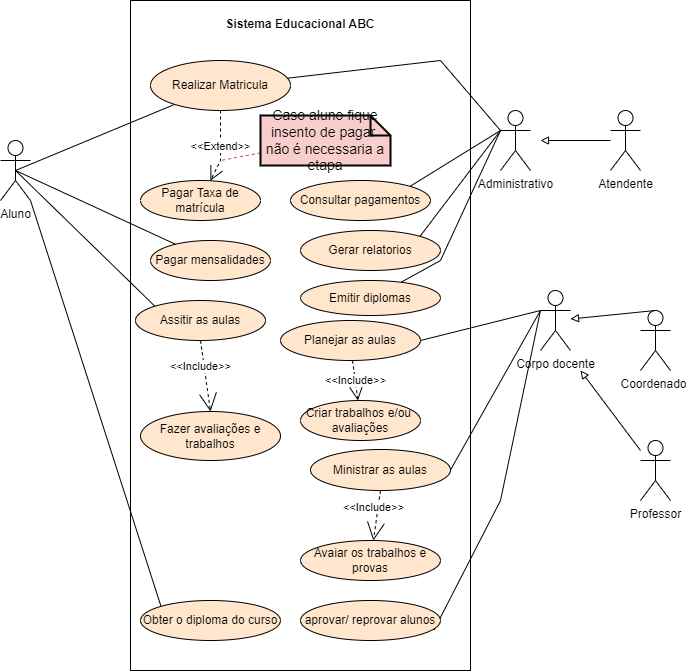 Sistema Educacional ABC
Realizar Matricula
<<Extend>>
Caso aluno fique
insento de pagar
não é necessaria a
etapa
Pagar Taxa de
matrícula
Consultar pagamentos
Administrativo
Atendente
Aluno
Pagar mensalidades
Gerar relatorios
Emitir diplomas
Assitir as aulas
Planejar as aulas
<<Include>>
<<Include>>
Corpo docente
Coordenado
Fazer avaliações e
trabalhos
Criar trabalhos e/ou
avaliações
Ministrar as aulas
<<Include>>
Professor
Avaiar os trabalhos e
provas
Obter o diploma do curso
aprovar/ reprovar alunos